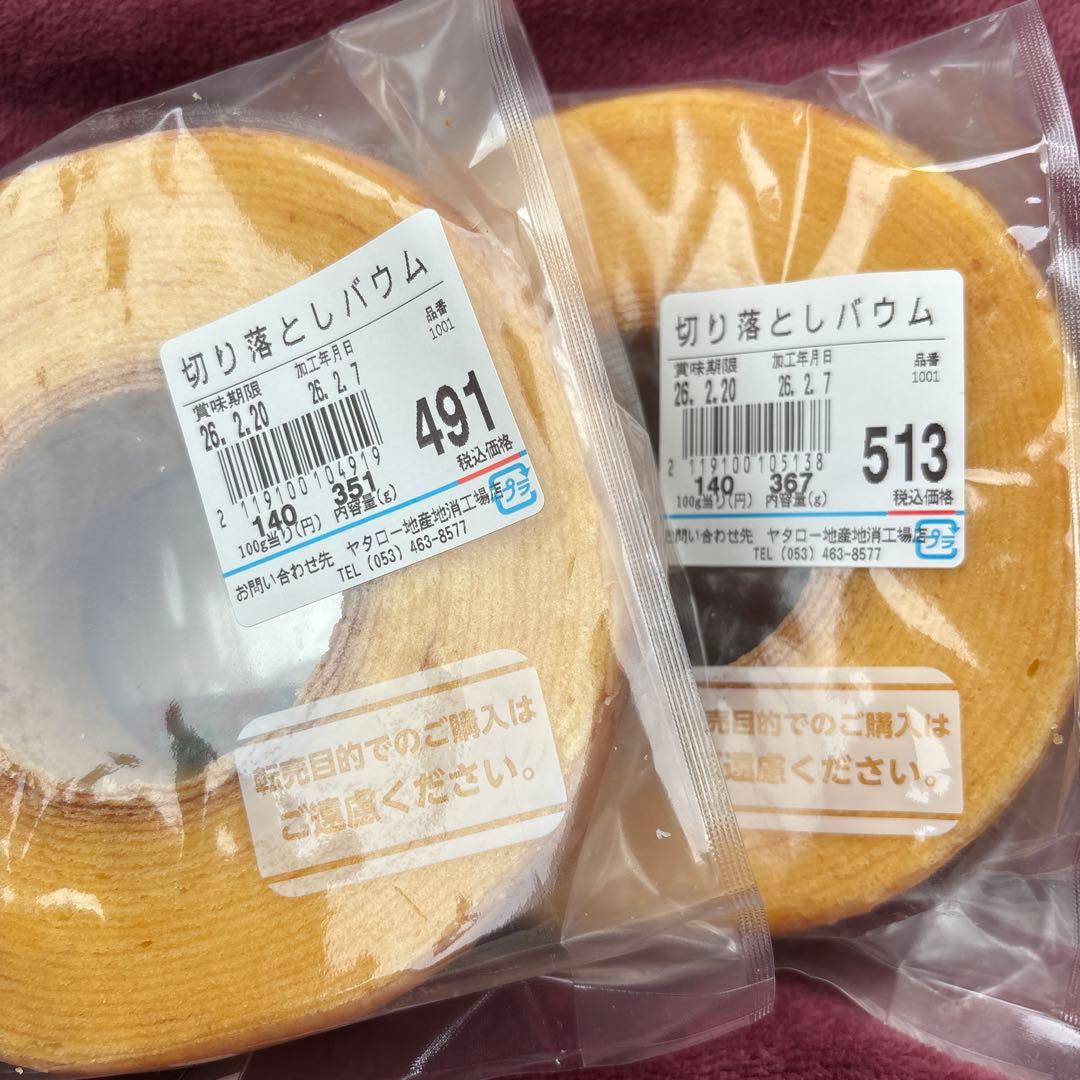 切り落としバウム
賞味期限 加工年月日 品番
26. 2.20 26. 2. 7 1001
2 119100 104919
491
税込価格
140 351
100g当り(円) 内容量(g)
プラ
お問い合わせ先 ヤタロー地産地消工場店
TEL (053) 463-8577
転売目的でのご購入は
ご遠慮ください。
切り落としバウム
賞味期限 加工年月日 品番
26. 2.20 26. 2. 7 1001
2 119100 105138
513
税込価格
140 367
100g当り(円) 内容量(g)
プラ
お問い合わせ先 ヤタロー地産地消工場店
TEL (053) 463-8577
売目的でのご購入は
遠慮ください。